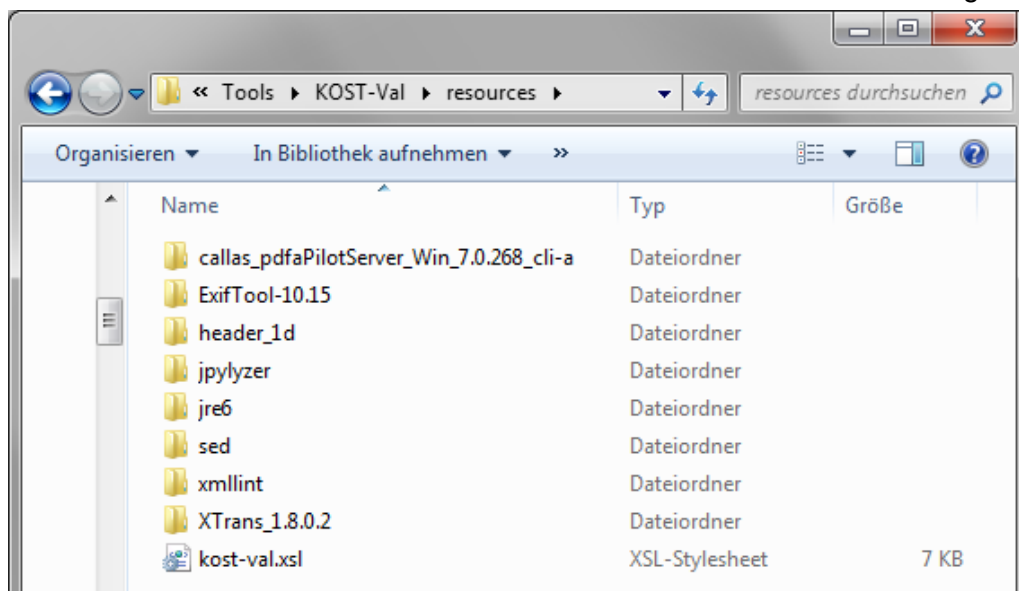 « Tools ▸ KOST-Val ▸ resources ▸ resources durchsuchen
Organisieren ▾ In Bibliothek aufnehmen ▾ »
Name Typ Größe
callas_pdfaPilotServer_Win_7.0.268_cli-a Dateiordner
ExifTool-10.15 Dateiordner
header_1d Dateiordner
jpylyzer Dateiordner
jre6 Dateiordner
sed Dateiordner
xmllint Dateiordner
XTrans_1.8.0.2 Dateiordner
kost-val.xsl XSL-Stylesheet 7 KB